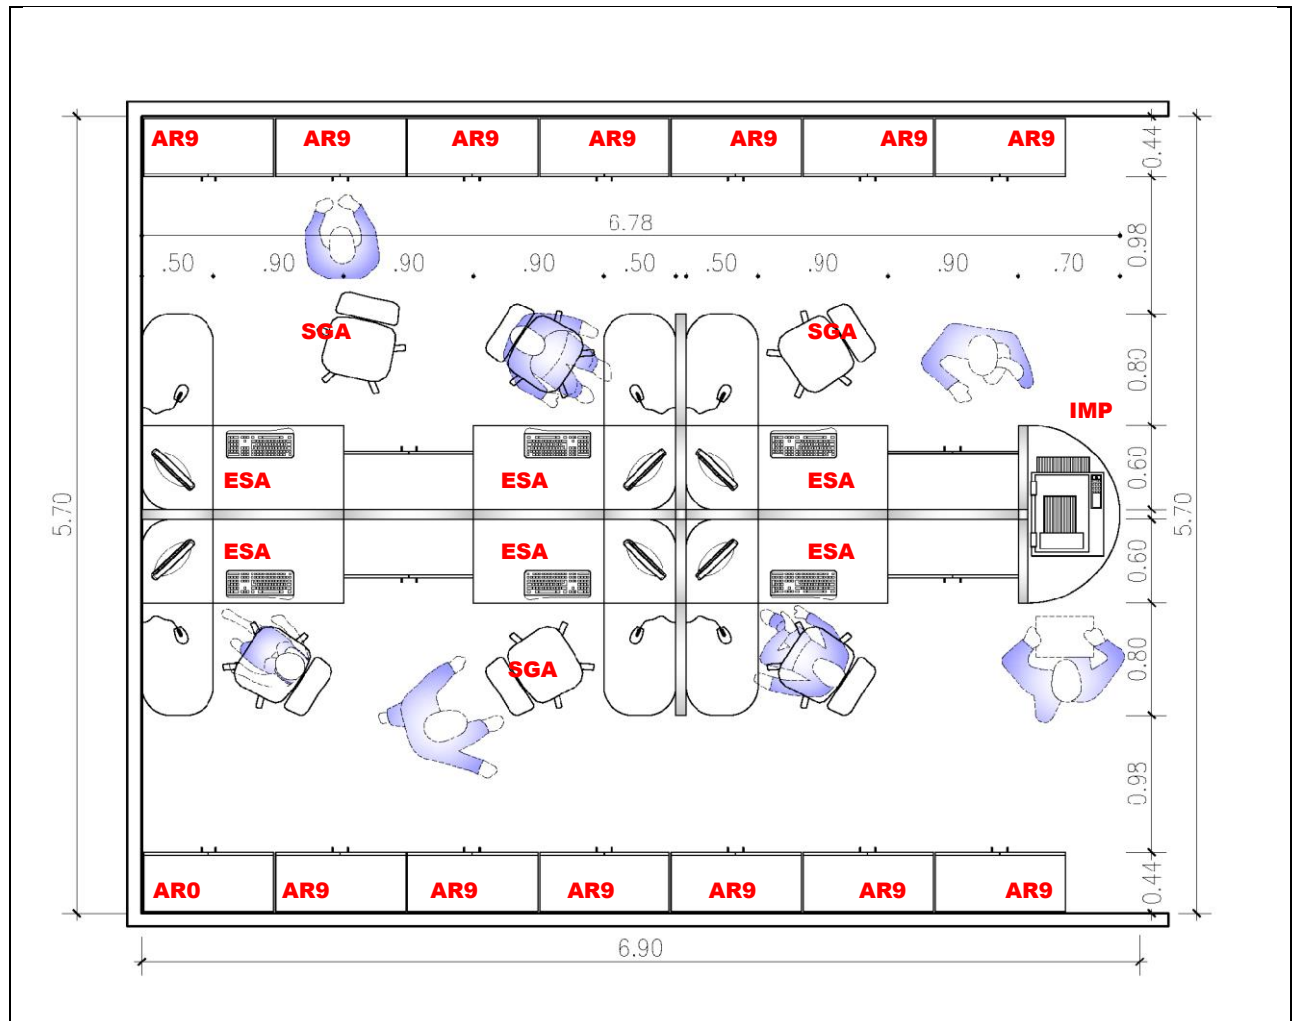 AR9 AR9 AR9 AR9 AR9 AR9 AR9
0.44
6.78
0.98
.50 .90 .90 .90 .50 .50 .90 .90 .70
SGA SGA
0.80
IMP
ESA ESA ESA
0.60
5.70 5.70
ESA ESA ESA
0.60
SGA
0.80
0.98
AR0 AR9 AR9 AR9 AR9 AR9 AR9
0.44
6.90